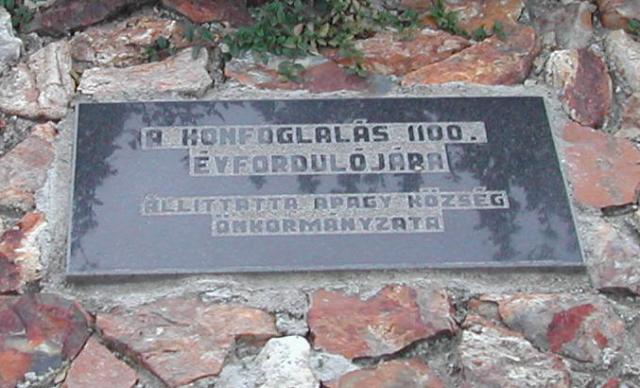 A HONFOGLALÁS 1100.
ÉVFORDULÓJÁRA
ÁLLÍTTATTA APAGY KÖZSÉG
ÖNKORMÁNYZATA